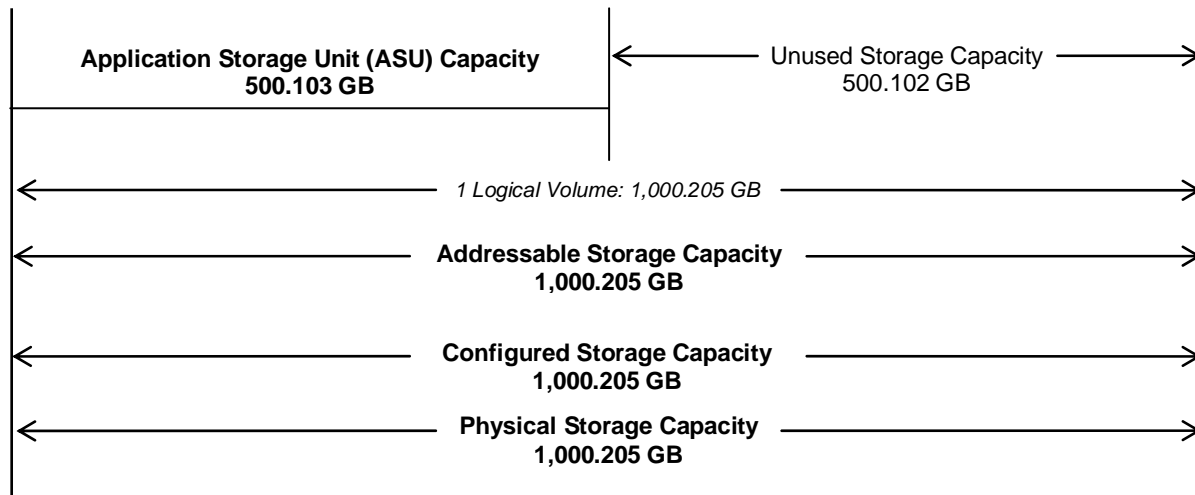 Application Storage Unit (ASU) Capacity
500.103 GB
Unused Storage Capacity
500.102 GB
1 Logical Volume: 1,000.205 GB
Addressable Storage Capacity
1,000.205 GB
Configured Storage Capacity
1,000.205 GB
Physical Storage Capacity
1,000.205 GB